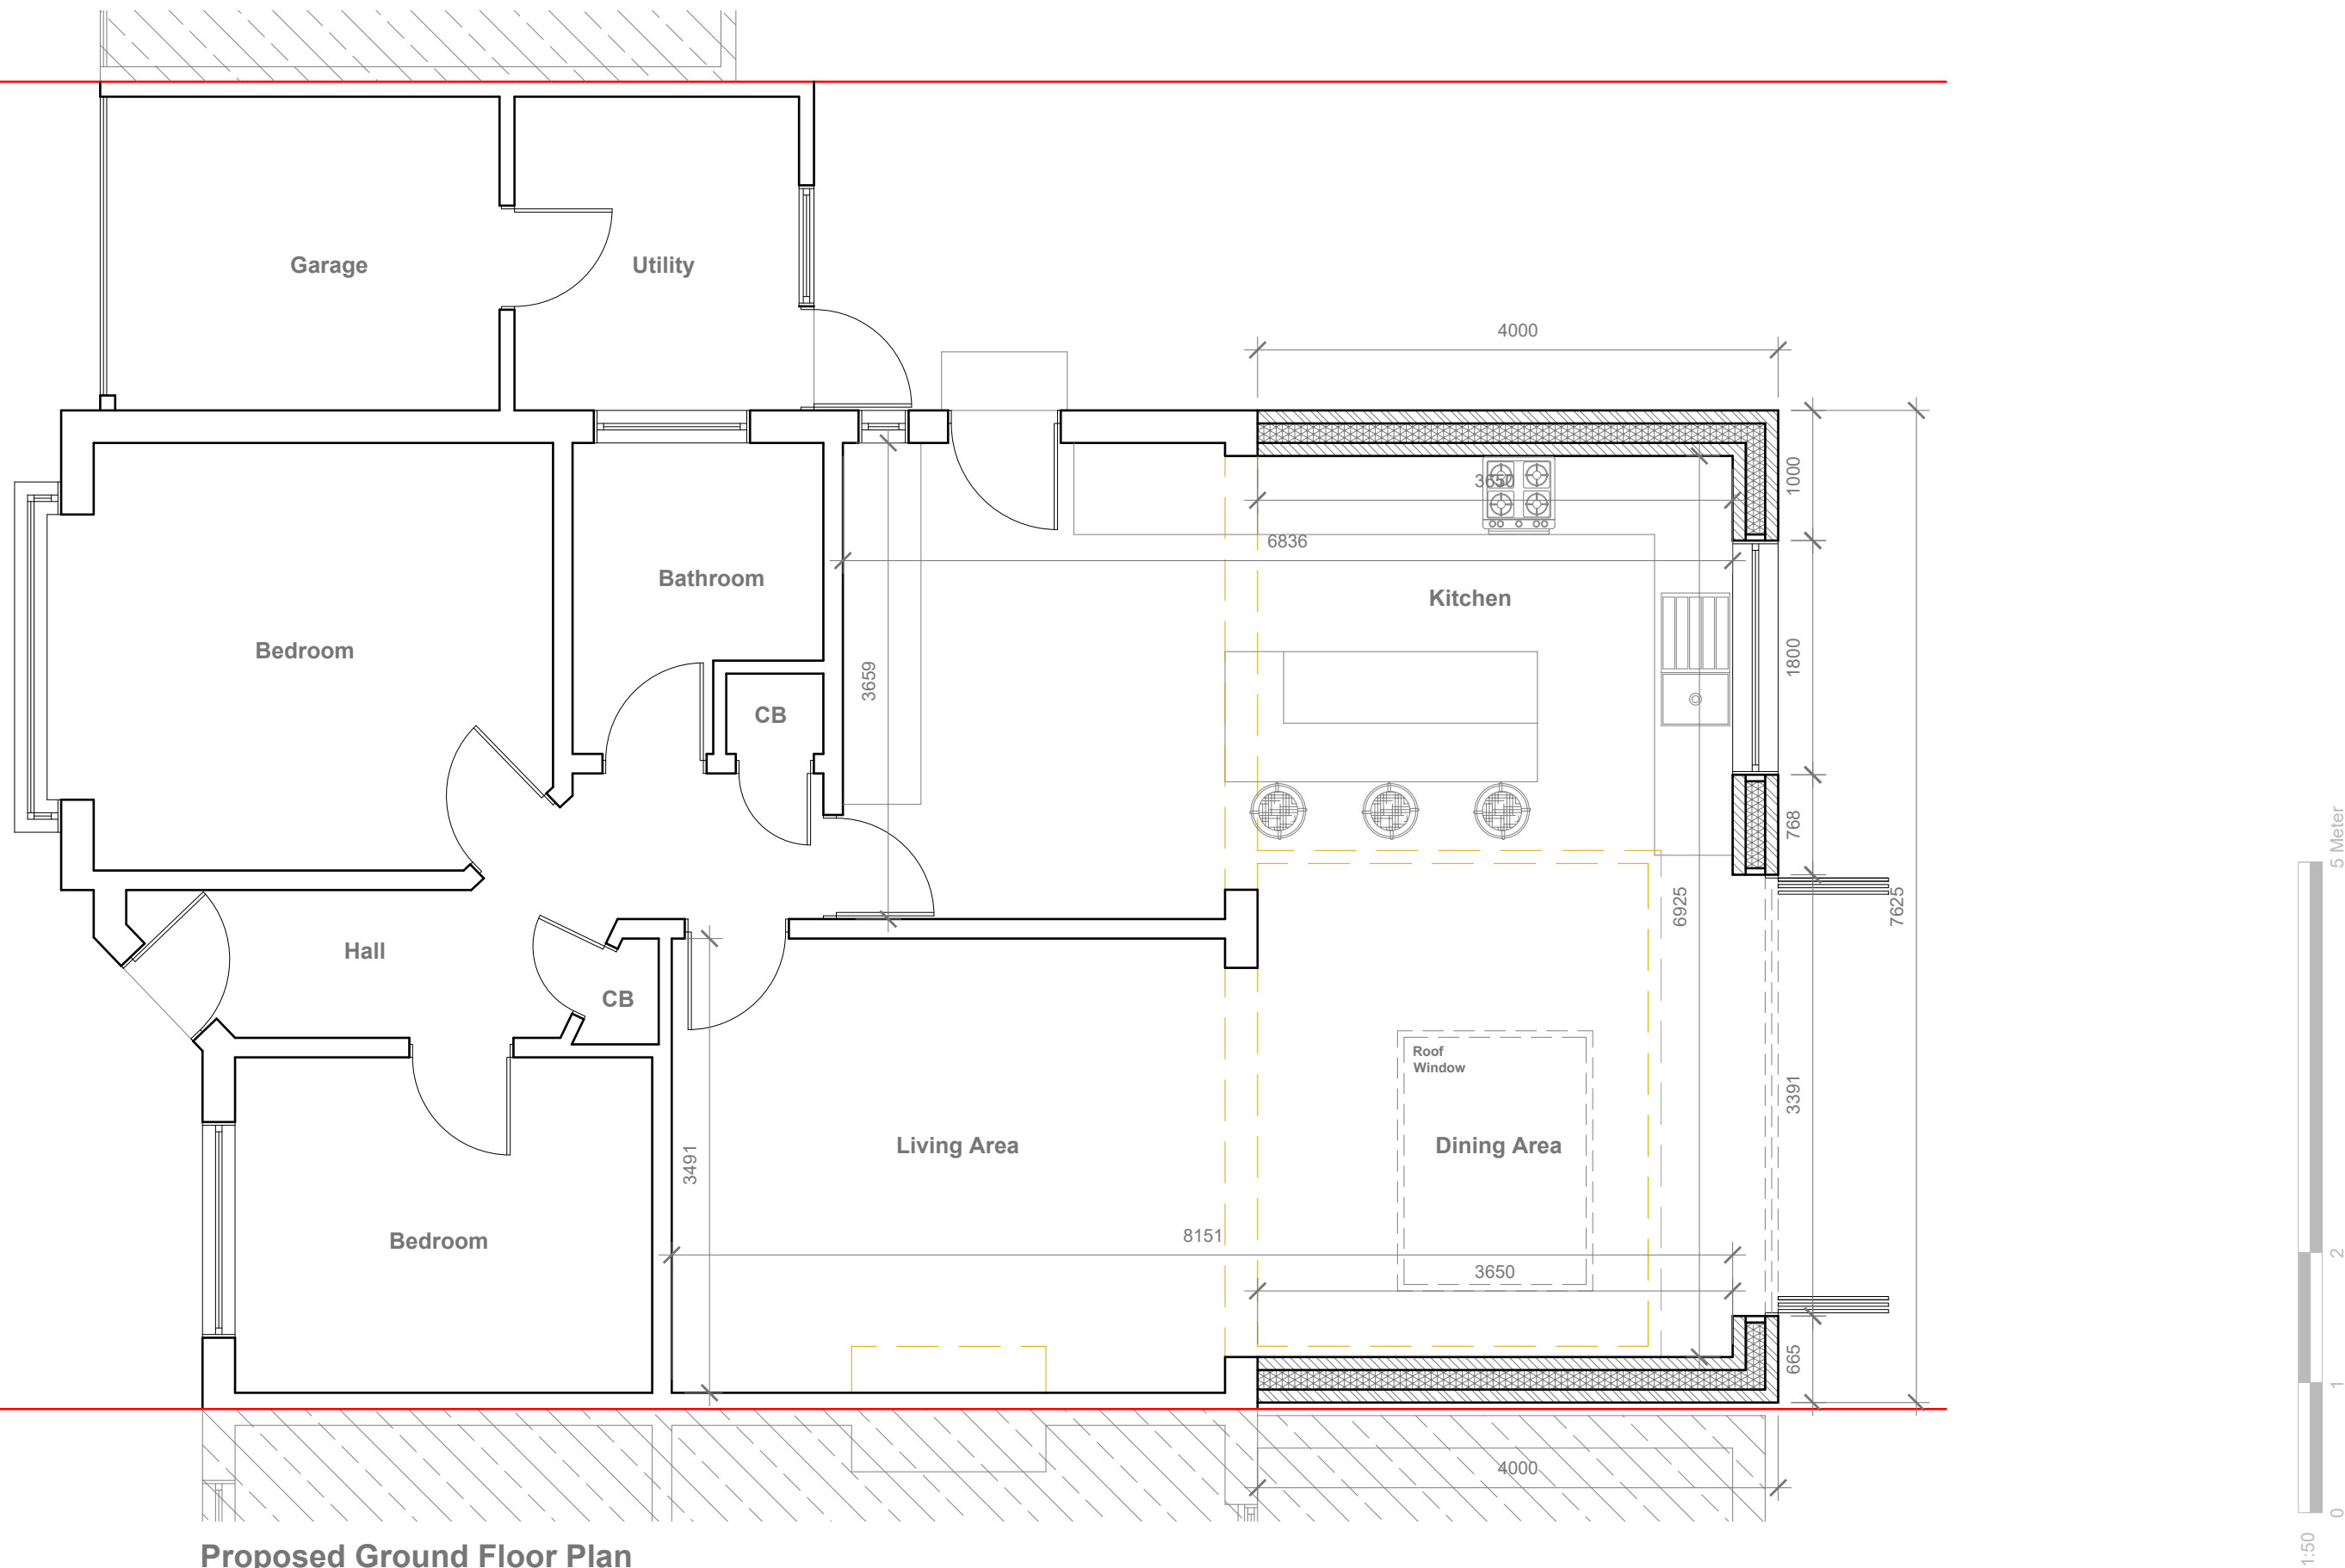 Garage
Utility
4000
1000
3650
6836
Bathroom
Kitchen
Bedroom
3659
1800
CB
768
5 Meter
6925
7625
Hall
CB
Roof
Window
3391
3491
Living Area
Dining Area
8151
Bedroom
2
3650
665
1
4000
0
1:50
Proposed Ground Floor Plan